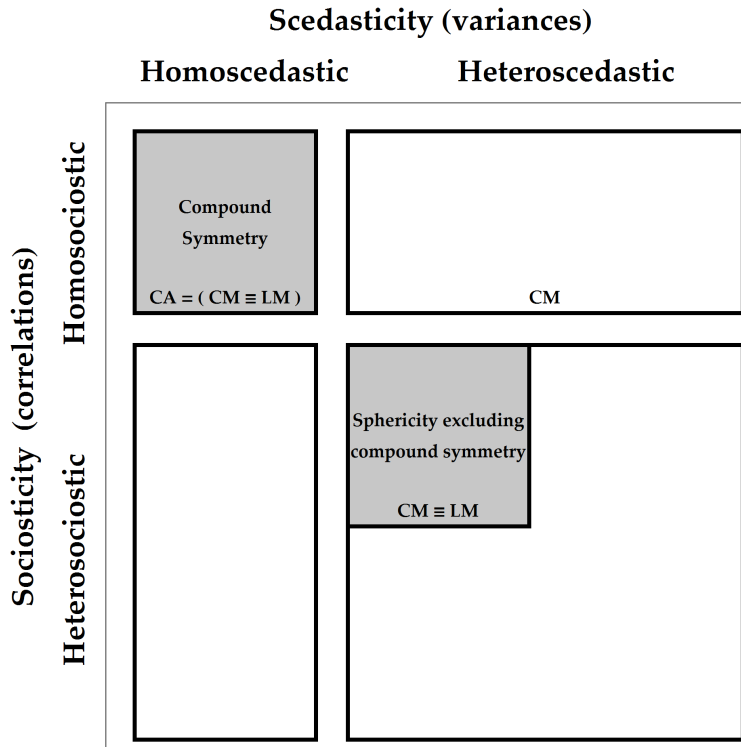 Scedasticity (variances)
Homoscedastic
Heteroscedastic
Sociosticity (correlations)
Homosociostic
Heterosociostic
Compound
Symmetry
CA = ( CM ≡ LM )
CM
Sphericity excluding
compound symmetry
CM ≡ LM